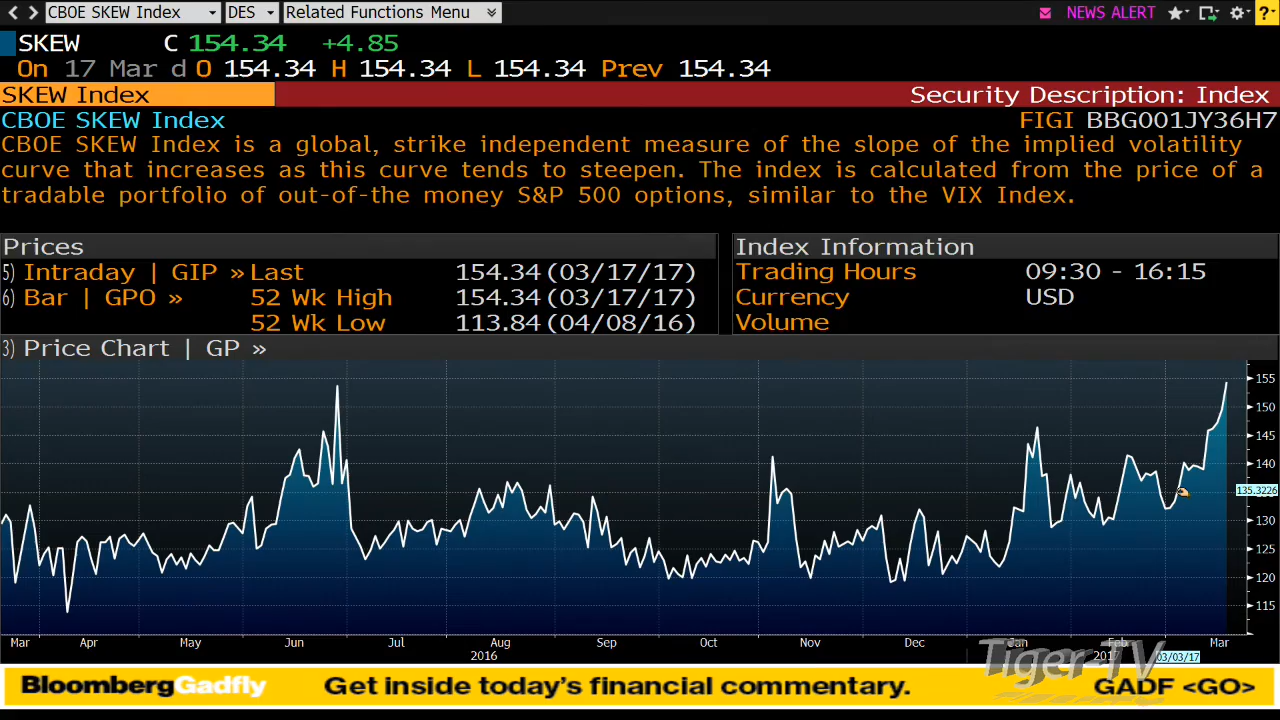 CBOE SKEW Index DES Related Functions Menu NEWS ALERT ?
SKEW C 154.34 +4.85
On 17 Mar d O 154.34 H 154.34 L 154.34 Prev 154.34
SKEW Index Security Description: Index
CBOE SKEW Index FIGI BBG001JY36H7
CBOE SKEW Index is a global, strike independent measure of the slope of the implied volatility
curve that increases as this curve tends to steepen. The index is calculated from the price of a
tradable portfolio of out-of-the money S&P 500 options, similar to the VIX Index.
Prices
5) Intraday | GIP » Last 154.34 (03/17/17)
6) Bar | GPO » 52 Wk High 154.34 (03/17/17)
52 Wk Low 113.84 (04/08/16)
Index Information
Trading Hours 09:30 - 16:15
Currency USD
Volume
3) Price Chart | GP »
155
150
145
140
135.3226
130
125
120
115
Mar Apr May Jun Jul Aug Sep Oct Nov Dec Jan Feb Mar
2016 2017 03/03/17
Tiger-TV
BloombergGadfly Get inside today's financial commentary. GADF <GO>